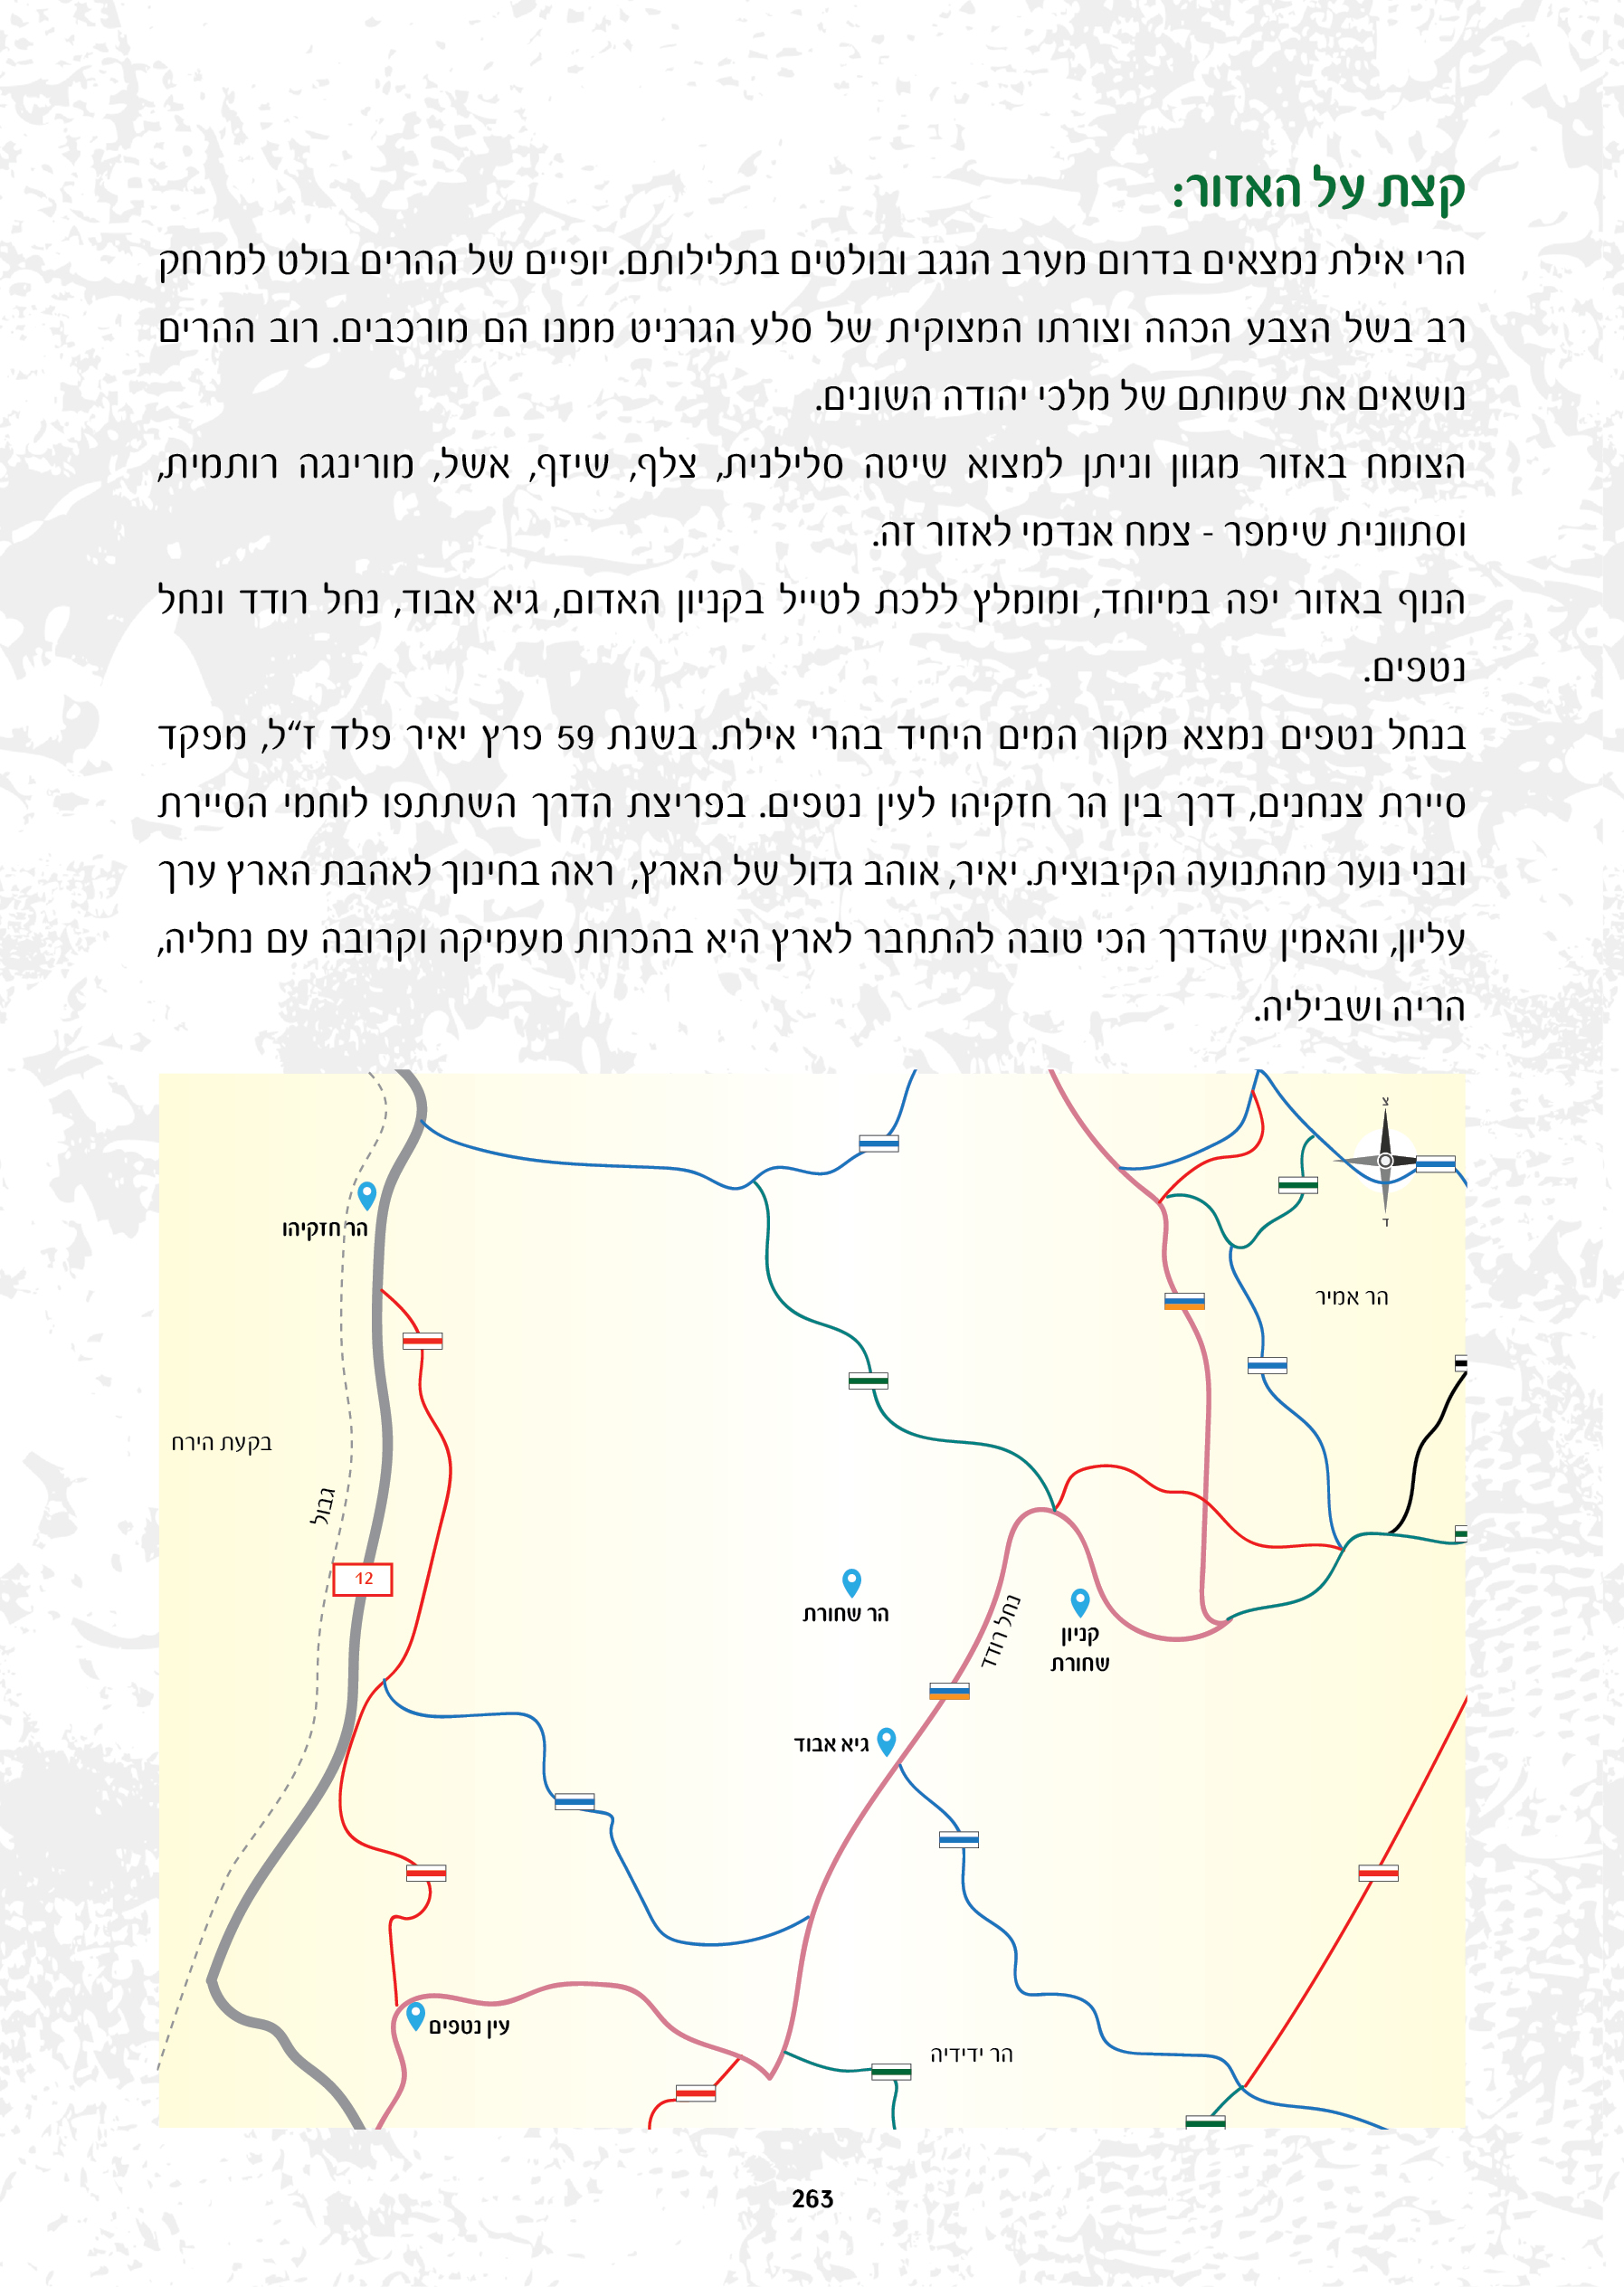 קצת על האזור:
הרי אילת נמצאים בדרום מערב הנגב ובולטים בתלילותם. יופיים של ההרים בולט למרחק
רב בשל הצבע הכהה וצורתו המצוקית של סלע הגרניט ממנו הם מורכבים. רוב ההרים
נושאים את שמותם של מלכי יהודה השונים.
הצומח באזור מגוון וניתן למצוא שיטה סלילנית, צלף, שיזף, אשל, מורינגה רותמית,
וסתוונית שימפר - צמח אנדמי לאזור זה.
הנוף באזור יפה במיוחד, ומומלץ ללכת לטייל בקניון האדום, גיא אבוד, נחל רודד ונחל
נטפים.
בנחל נטפים נמצא מקור המים היחיד בהרי אילת. בשנת 59 פרץ יאיר פלד ז“ל, מפקד
סיירת צנחנים, דרך בין הר חזקיהו לעין נטפים. בפריצת הדרך השתתפו לוחמי הסיירת
ובני נוער מהתנועה הקיבוצית. יאיר, אוהב גדול של הארץ, ראה בחינוך לאהבת הארץ ערך
עליון, והאמין שהדרך הכי טובה להתחבר לארץ היא בהכרות מעמיקה וקרובה עם נחליה,
הריה ושביליה.
צ
ד
הר חזקיהו
הר אמיר
בקעת הירח
גבול
12
הר שחורת
נחל רודד
קניון
שחורת
גיא אבוד
עין נטפים
הר ידידיה
263